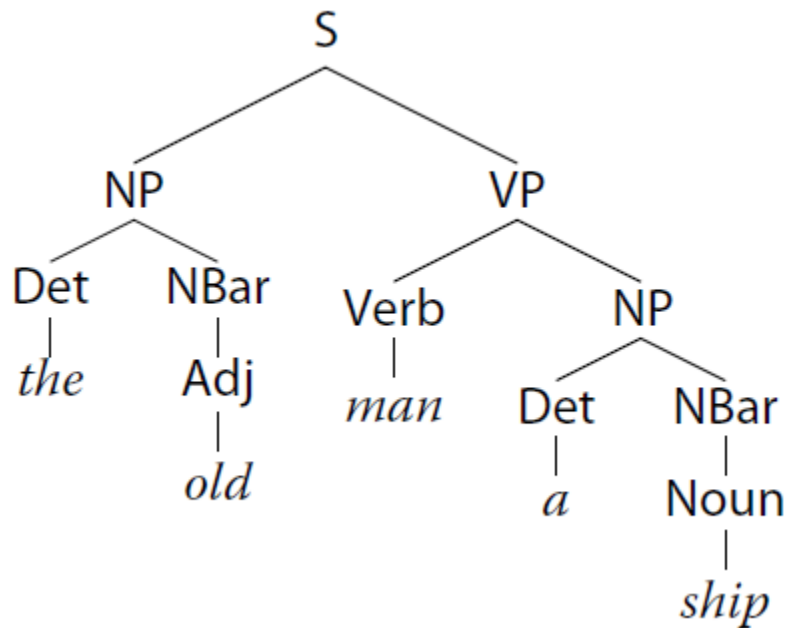 S
NP VP
Det NBar Verb NP
the Adj man Det NBar
old a Noun
ship